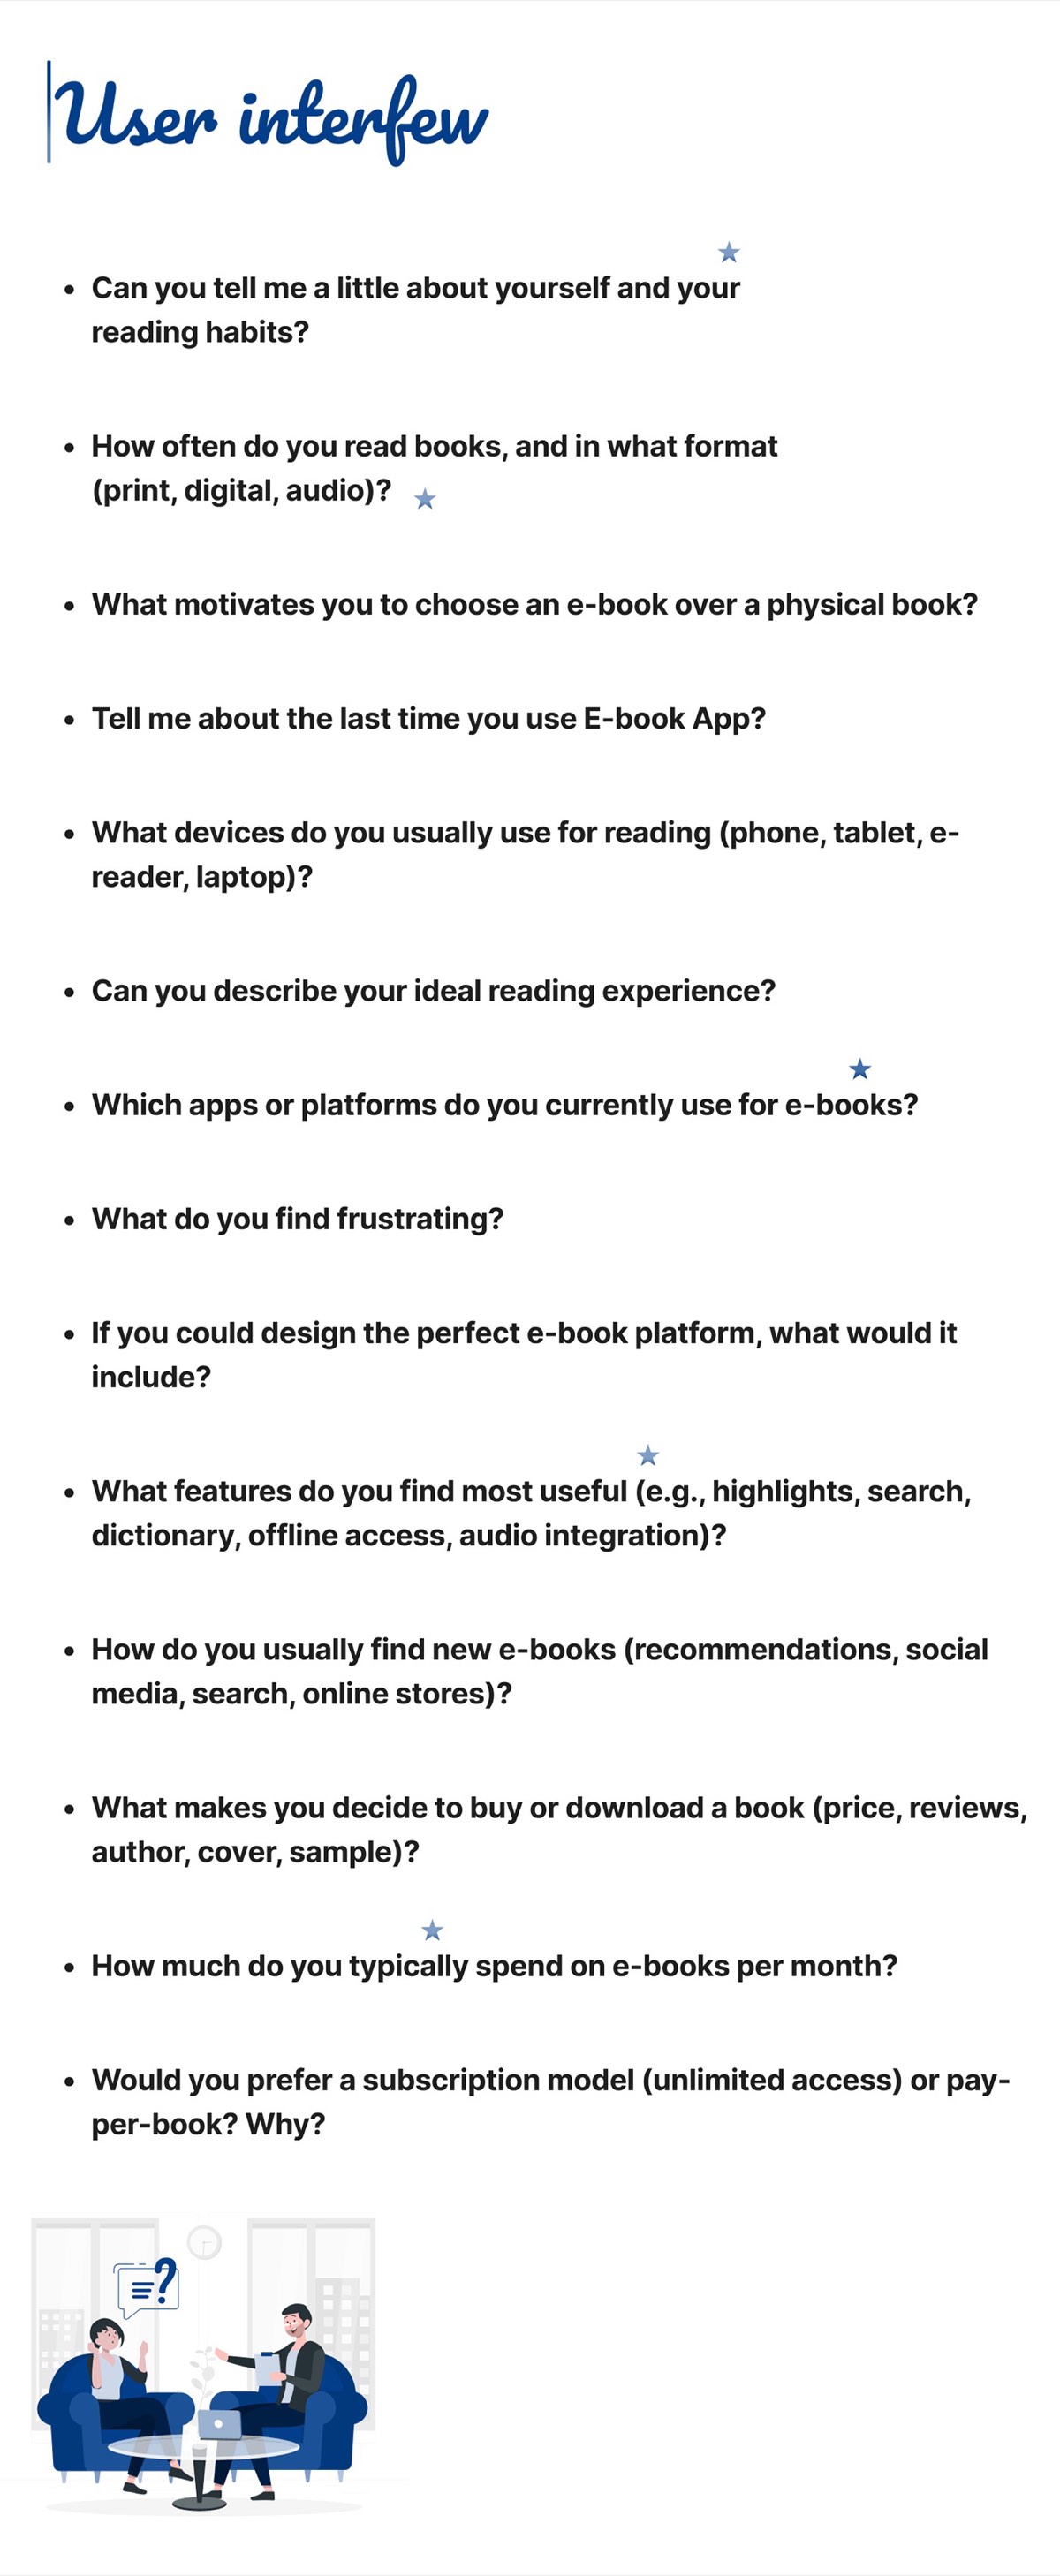 User interfew
• Can you tell me a little about yourself and your
reading habits?
• How often do you read books, and in what format
(print, digital, audio)?
• What motivates you to choose an e-book over a physical book?
• Tell me about the last time you use E-book App?
• What devices do you usually use for reading (phone, tablet, e-
reader, laptop)?
• Can you describe your ideal reading experience?
• Which apps or platforms do you currently use for e-books?
• What do you find frustrating?
• If you could design the perfect e-book platform, what would it
include?
• What features do you find most useful (e.g., highlights, search,
dictionary, offline access, audio integration)?
• How do you usually find new e-books (recommendations, social
media, search, online stores)?
• What makes you decide to buy or download a book (price, reviews,
author, cover, sample)?
• How much do you typically spend on e-books per month?
• Would you prefer a subscription model (unlimited access) or pay-
per-book? Why?
?